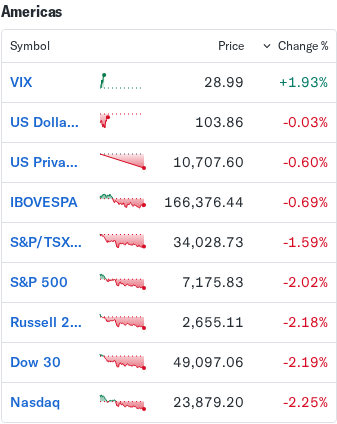 Americas
Symbol Price Change %
VIX 28.99 +1.93%
US Dolla... 103.86 -0.03%
US Priva... 10,707.60 -0.60%
IBOVESPA 166,376.44 -0.69%
S&P/TSX... 34,028.73 -1.59%
S&P 500 7,175.83 -2.02%
Russell 2... 2,655.11 -2.18%
Dow 30 49,097.06 -2.19%
Nasdaq 23,879.20 -2.25%